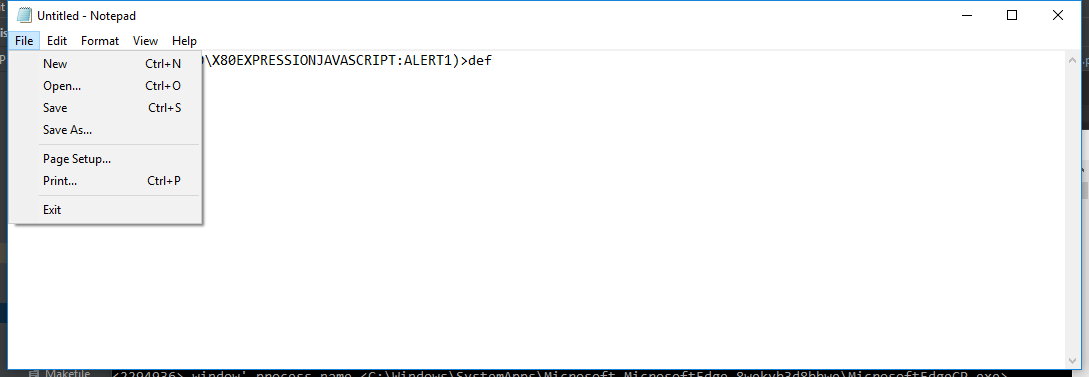 Untitled - Notepad
File Edit Format View Help
New Ctrl+N
Open... Ctrl+O
Save Ctrl+S
Save As...
Page Setup...
Print... Ctrl+P
Exit
\X80EXPRESSIONJAVASCRIPT:ALERT1)>def
Makefile
<2294936> window' process name <C:\Windows\SystemApps\Microsoft.MicrosoftEdge_8wekyb3d8bbwe\MicrosoftEdgeCP.exe>